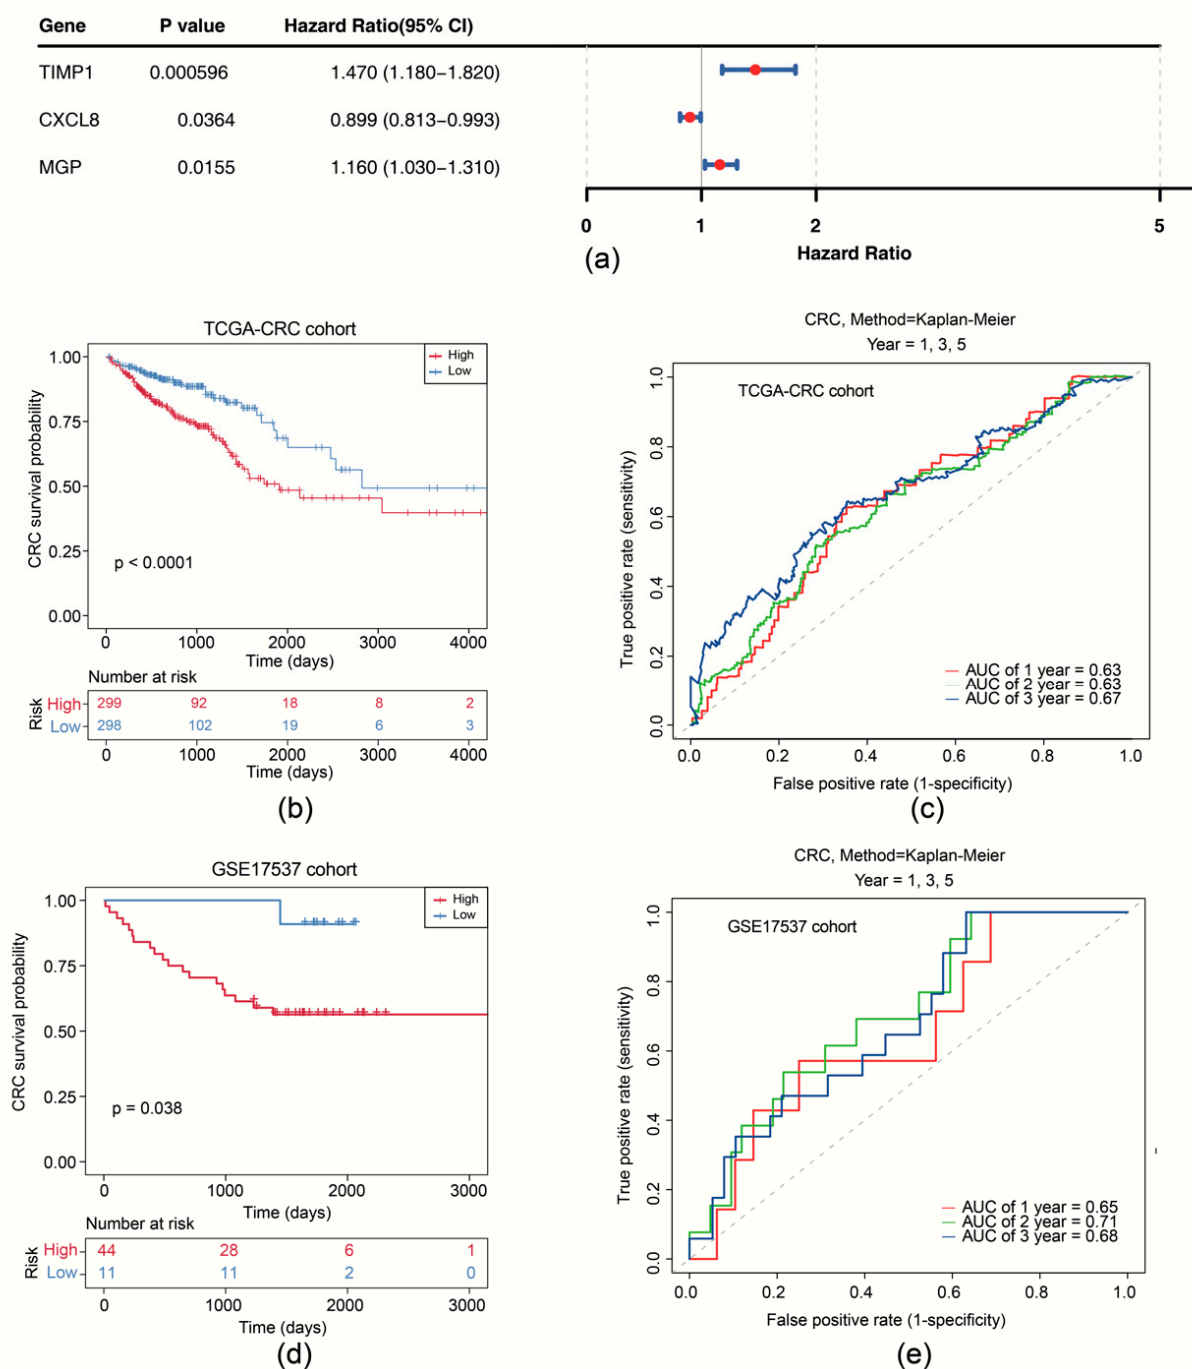 Gene P value Hazard Ratio(95% CI)
TIMP1 0.000596 1.470 (1.180−1.820)
CXCL8 0.0364 0.899 (0.813−0.993)
MGP 0.0155 1.160 (1.030−1.310)
0 1 2 5
Hazard Ratio
(a)
TCGA-CRC cohort
High
Low
1.00
0.75
0.50
0.25
0.00
CRC survival probability
p < 0.0001
0 1000 2000 3000 4000
Time (days)
Number at risk
Risk
High 299 92 18 8 2
Low 298 102 19 6 3
0 1000 2000 3000 4000
Time (days)
(b)
CRC, Method=Kaplan-Meier
Year = 1, 3, 5
TCGA-CRC cohort
1.0
0.8
0.6
0.4
0.2
0.0
True positive rate (sensitivity)
AUC of 1 year = 0.63
AUC of 2 year = 0.63
AUC of 3 year = 0.67
0.0 0.2 0.4 0.6 0.8 1.0
False positive rate (1-specificity)
(c)
GSE17537 cohort
High
Low
1.00
0.75
0.50
0.25
0.00
CRC survival probability
p = 0.038
0 1000 2000 3000
Time (days)
Number at risk
Risk
High 44 28 6 1
Low 11 11 2 0
0 1000 2000 3000
Time (days)
(d)
CRC, Method=Kaplan-Meier
Year = 1, 3, 5
GSE17537 cohort
1.0
0.8
0.6
0.4
0.2
0.0
True positive rate (sensitivity)
AUC of 1 year = 0.65
AUC of 2 year = 0.71
AUC of 3 year = 0.68
0.0 0.2 0.4 0.6 0.8 1.0
False positive rate (1-specificity)
(e)